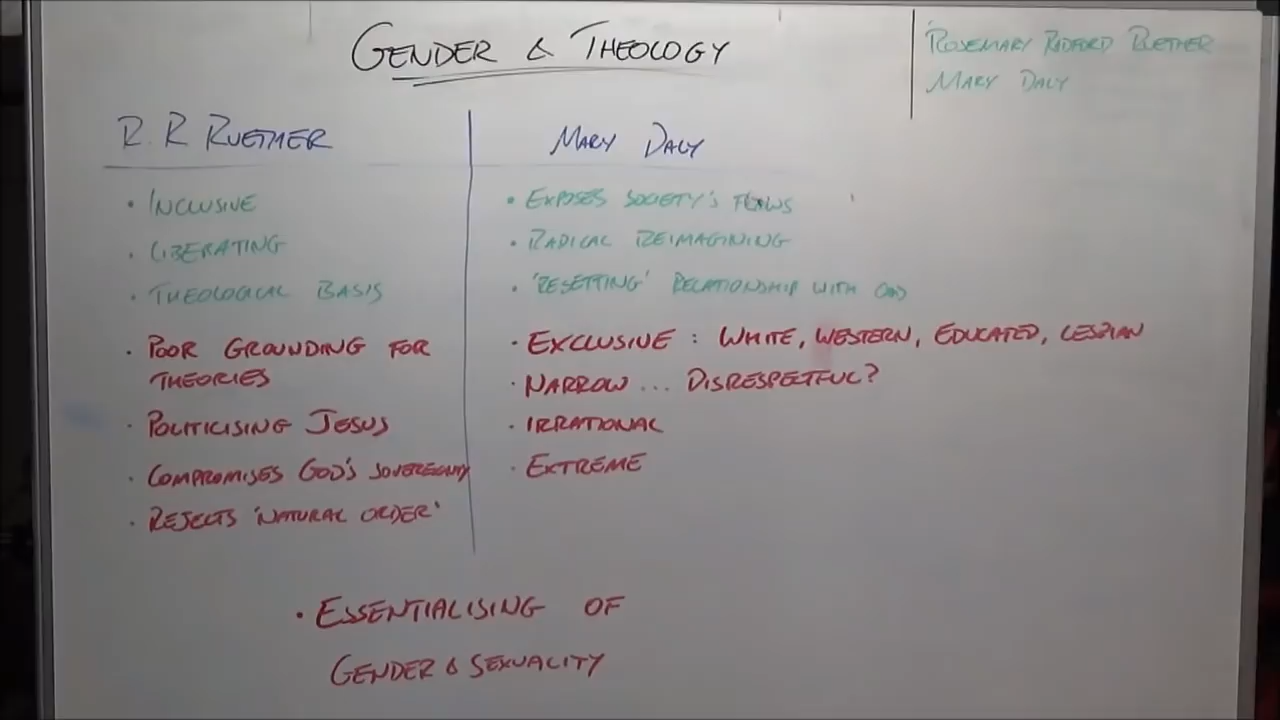 GENDER & THEOLOGY
ROSEMARY RADFORD RUETHER
MARY DALY
R. R RUETHER
MARY DALY
• INCLUSIVE
• LIBERATING
• THEOLOGICAL BASIS
• POOR GROUNDING FOR
THEORIES
• POLITICISING JESUS
• COMPROMISES GOD'S SOVEREIGNTY
• REJECTS 'NATURAL ORDER'
• EXPOSES SOCIETY'S FLAWS
• RADICAL REIMAGINING
• 'RESETTING' RELATIONSHIP WITH GOD
• EXCLUSIVE : WHITE, WESTERN, EDUCATED, LESBIAN
• NARROW ... DISRESPECTFUL?
• IRRATIONAL
• EXTREME
• ESSENTIALISING OF
GENDER & SEXUALITY